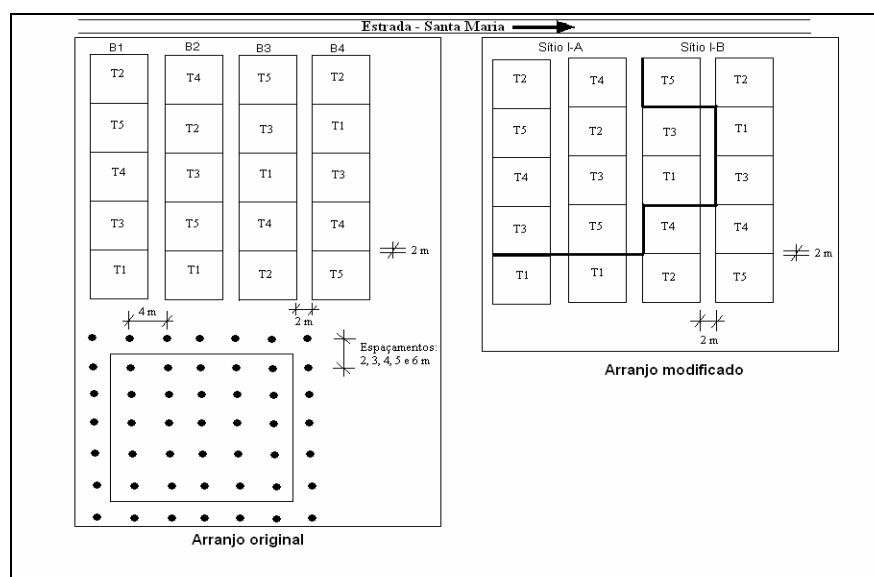 Estrada - Santa Maria
B1 B2 B3 B4
T2 T4 T5 T2
T5 T2 T3 T1
T4 T3 T1 T3
T3 T5 T4 T4
T1 T1 T2 T5
2 m
4 m
2 m
Espaçamentos:
2, 3, 4, 5 e 6 m
Arranjo original
Sítio I-A Sítio I-B
T2 T4 T5 T2
T5 T2 T3 T1
T4 T3 T1 T3
T3 T5 T4 T4
T1 T1 T2 T5
2 m
2 m
Arranjo modificado